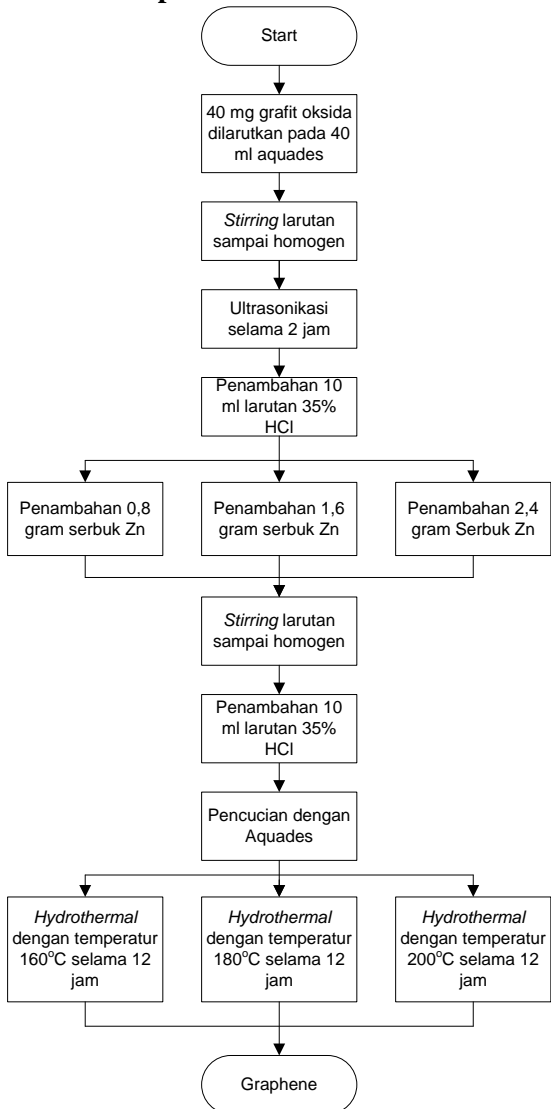 Start
40 mg grafit oksida
dilarutkan pada 40
ml aquades
Stirring larutan
sampai homogen
Ultrasonikasi
selama 2 jam
Penambahan 10
ml larutan 35%
HCl
Penambahan 0,8
gram serbuk Zn
Penambahan 1,6
gram serbuk Zn
Penambahan 2,4
gram Serbuk Zn
Stirring larutan
sampai homogen
Penambahan 10
ml larutan 35%
HCl
Pencucian dengan
Aquades
Hydrothermal
dengan temperatur
160°C selama 12
jam
Hydrothermal
dengan temperatur
180°C selama 12
jam
Hydrothermal
dengan temperatur
200°C selama 12
jam
Graphene